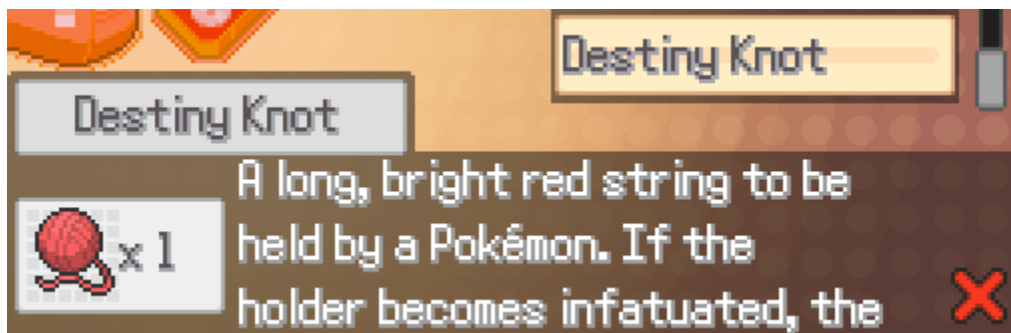 Destiny Knot
Destiny Knot
A long, bright red string to be
held by a Pokémon. If the
holder becomes infatuated, the
x 1